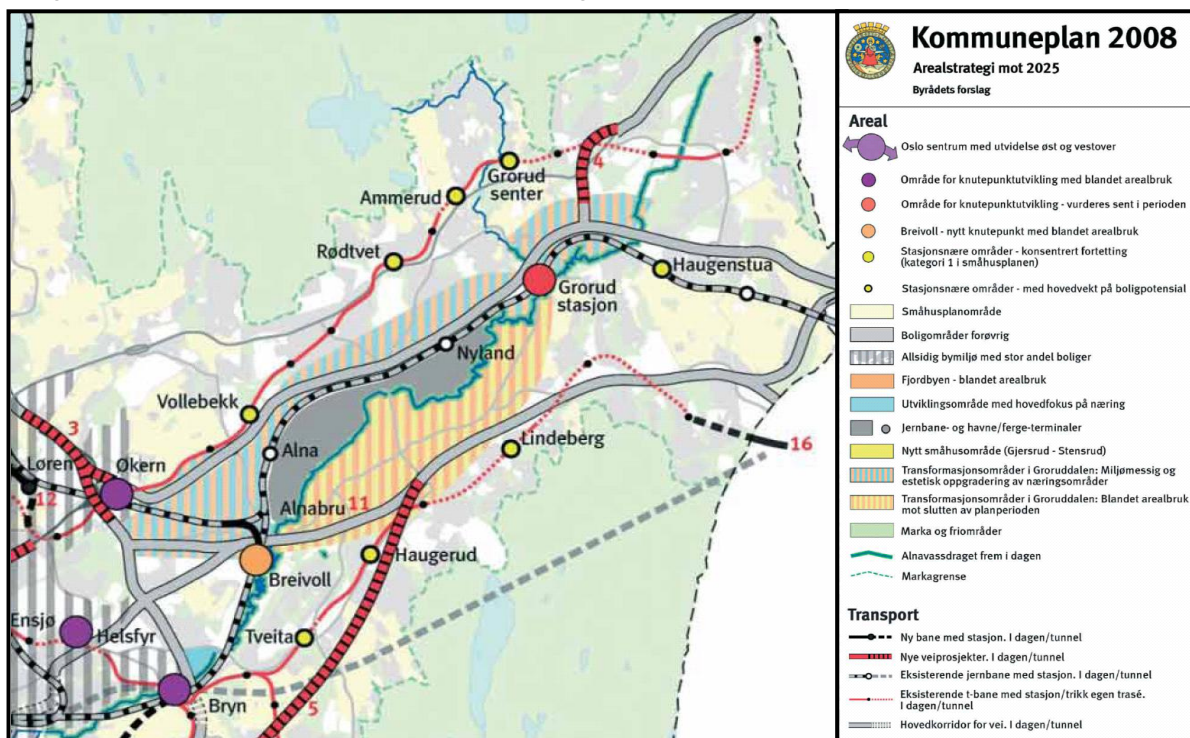 Grorud
senter
4
Ammerud
Rødtvet
Haugenstua
Grorud
stasjon
Nyland
Vollebekk
3
Lindeberg
16
Løren
Økern
Alna
12
Alnabru
11
Haugerud
Breivoll
Ensjø
Helsfyr
Tveita
Bryn
5
Kommuneplan 2008
Arealstrategi mot 2025
Byrådets forslag
Areal
Oslo sentrum med utvidelse øst og vestover
Område for knutepunktutvikling med blandet arealbruk
Område for knutepunktutvikling - vurderes sent i perioden
Breivoll - nytt knutepunkt med blandet arealbruk
Stasjonsnære områder - konsentrert fortetting
(kategori 1 i småhusplanen)
Stasjonsnære områder - med hovedvekt på boligpotensial
Småhusplanområde
Boligområder forøvrig
Allsidig bymiljø med stor andel boliger
Fjordbyen - blandet arealbruk
Utviklingsområde med hovedfokus på næring
Jernbane- og havne/ferge-terminaler
Nytt småhusområde (Gjersrud - Stensrud)
Transformasjonsområder i Groruddalen: Miljømessig og
estetisk oppgradering av næringsområder
Transformasjonsområder i Groruddalen: Blandet arealbruk
mot slutten av planperioden
Marka og friområder
Alnavassdraget frem i dagen
Markagrense
Transport
Ny bane med stasjon. I dagen/tunnel
Nye veiprosjekter. I dagen/tunnel
Eksisterende jernbane med stasjon. I dagen/tunnel
Eksisterende t-bane med stasjon/trikk egen trasé.
I dagen/tunnel
Hovedkorridor for vei. I dagen/tunnel